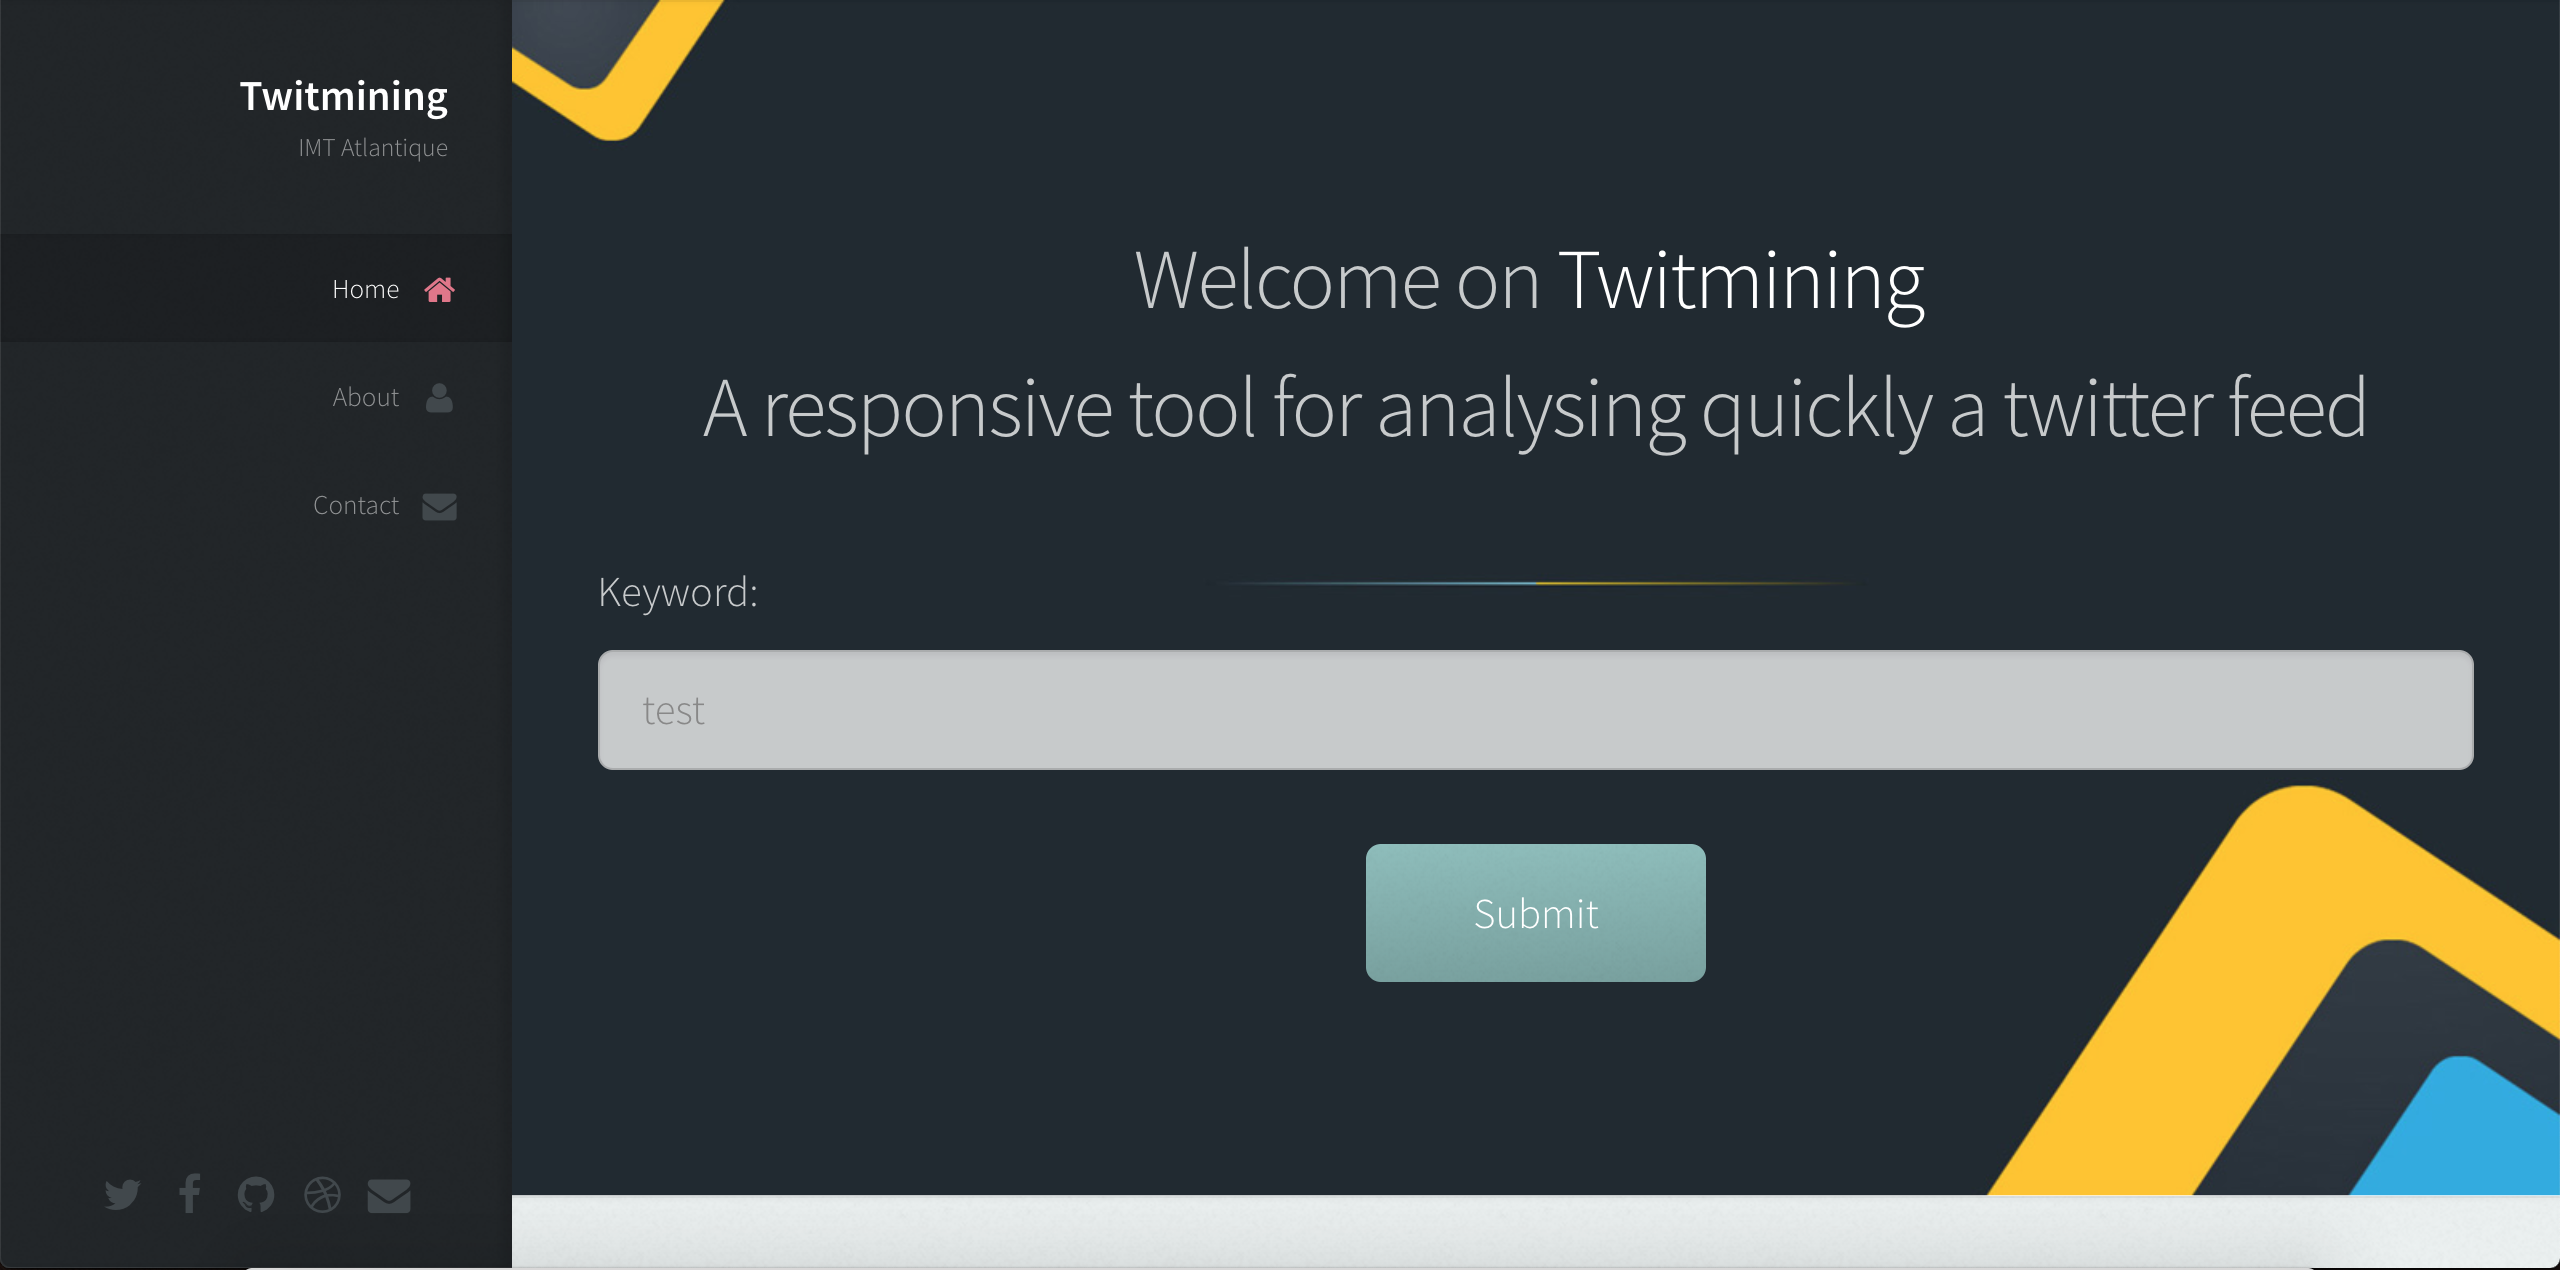 Twitmining
IMT Atlantique
Home
About
Contact
Welcome on Twitmining
A responsive tool for analysing quickly a twitter feed
Keyword:
test
Submit